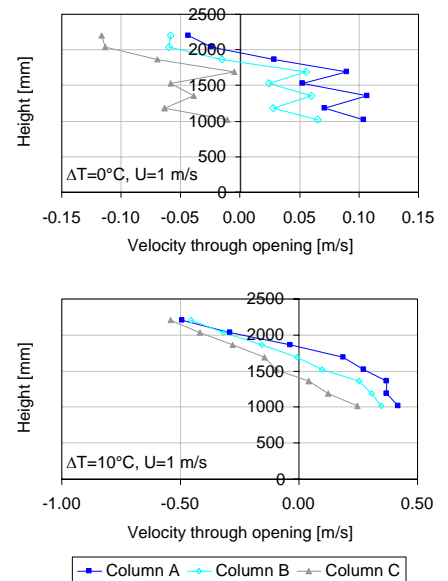 2500
2000
1500
1000
500
0
Height [mm]
ΔT=0°C, U=1 m/s
-0.15 -0.10 -0.05 0.00 0.05 0.10 0.15
Velocity through opening [m/s]
2500
2000
1500
1000
500
0
Height [mm]
ΔT=10°C, U=1 m/s
-1.00 -0.50 0.00 0.50
Velocity through opening [m/s]
Column A Column B Column C